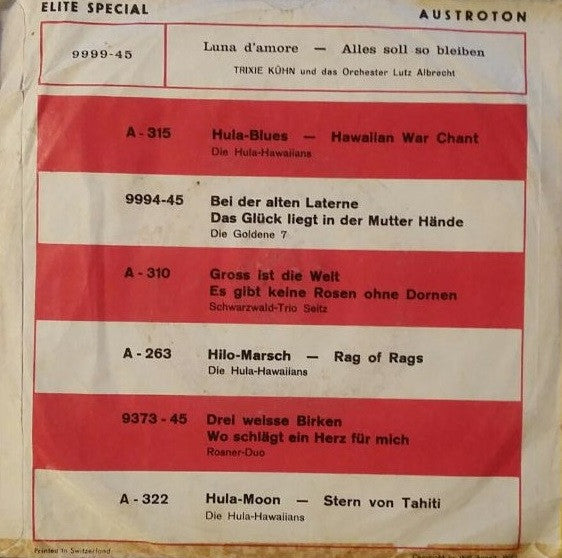 ELITE SPECIAL AUSTROTON
9999-45 Luna d'amore — Alles soll so bleiben
TRIXIE KÜHN und das Orchester Lutz Albrecht
A - 315 Hula-Blues — Hawaiian War Chant
Die Hula-Hawaiians
9994-45 Bei der alten Laterne
Das Glück liegt in der Mutter Hände
Die Goldene 7
A - 310 Gross ist die Welt
Es gibt keine Rosen ohne Dornen
Schwarzwald-Trio Seitz
A - 263 Hilo-Marsch — Rag of Rags
Die Hula-Hawaiians
9373 - 45 Drei weisse Birken
Wo schlägt ein Herz für mich
Rosner-Duo
A - 322 Hula-Moon — Stern von Tahiti
Die Hula-Hawaiians
Printed in Switzerland